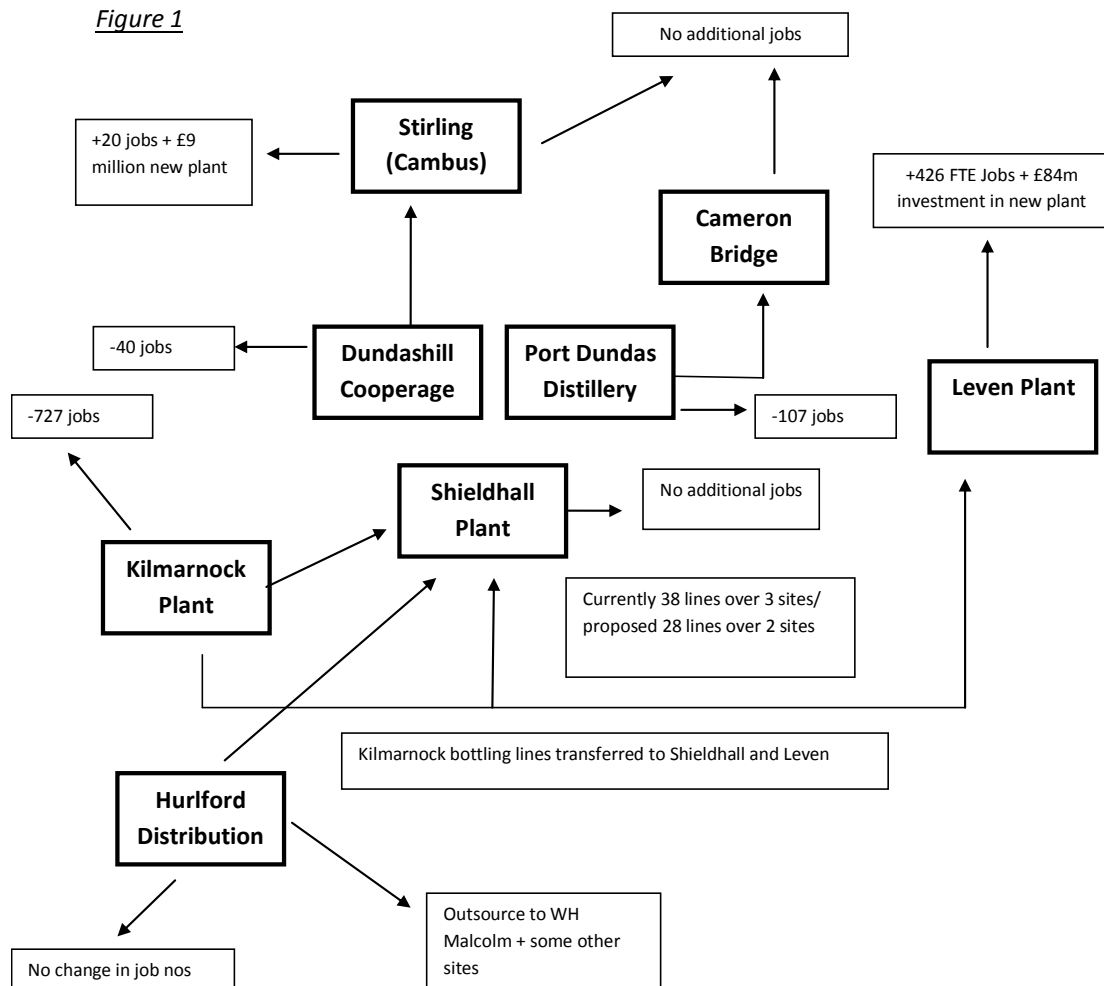 Figure 1
No additional jobs
Stirling
(Cambus)
+20 jobs + £9
million new plant
+426 FTE Jobs + £84m
investment in new plant
Cameron
Bridge
-40 jobs
Dundashill
Cooperage
Port Dundas
Distillery
Leven Plant
-727 jobs
-107 jobs
Shieldhall
Plant
No additional jobs
Kilmarnock
Plant
Currently 38 lines over 3 sites/
proposed 28 lines over 2 sites
Kilmarnock bottling lines transferred to Shieldhall and Leven
Hurlford
Distribution
Outsource to WH
Malcolm + some other
sites
No change in job nos